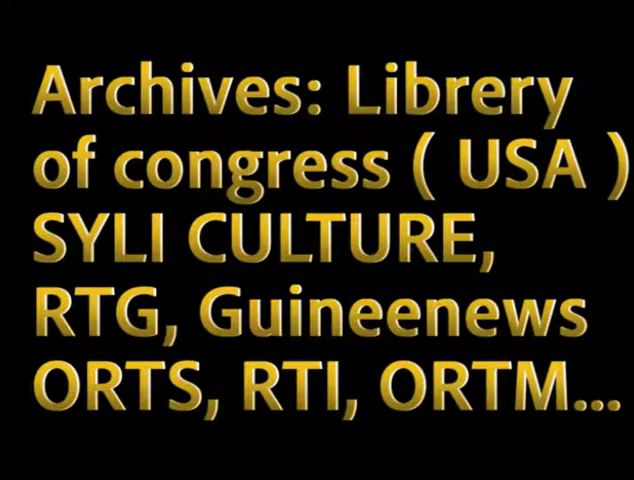 Archives: Librery
of congress ( USA )
SYLI CULTURE,
RTG, Guineenews
ORTS, RTI, ORTM...